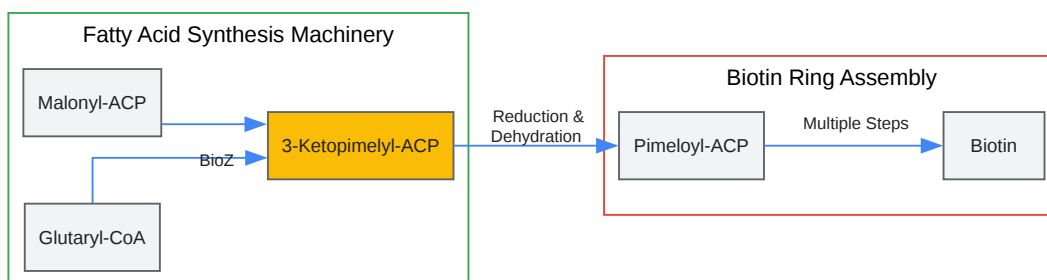 Fatty Acid Synthesis Machinery
Malonyl-ACP
BioZ
3-Ketopimelyl-ACP
Glutaryl-CoA
Reduction &
Dehydration
Biotin Ring Assembly
Pimeloyl-ACP
Multiple Steps
Biotin